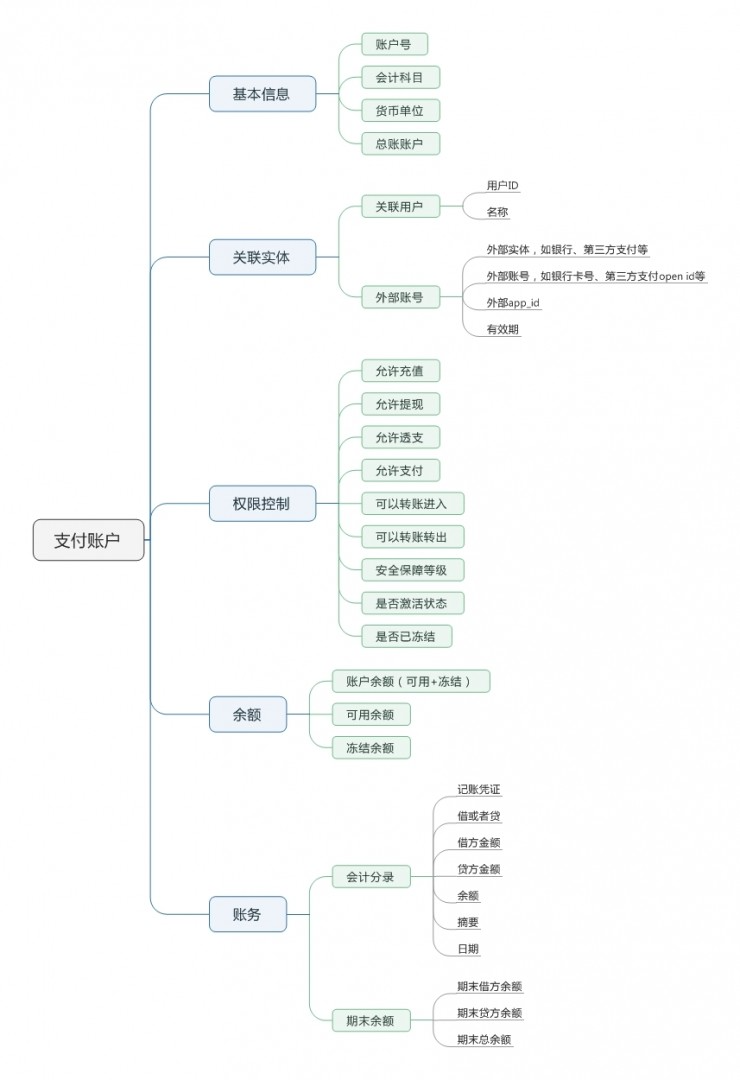 支付账户
基本信息
账户号
会计科目
货币单位
总账账户
关联实体
关联用户
用户ID
名称
外部账号
外部实体，如银行、第三方支付等
外部账号，如银行卡号、第三方支付open id等
外部app_id
有效期
权限控制
允许充值
允许提现
允许透支
允许支付
可以转账进入
可以转账转出
安全保障等级
是否激活状态
是否已冻结
余额
账户余额（可用+冻结）
可用余额
冻结余额
账务
会计分录
记账凭证
借或者贷
借方金额
贷方金额
余额
摘要
日期
期末余额
期末借方余额
期末贷方余额
期末总余额